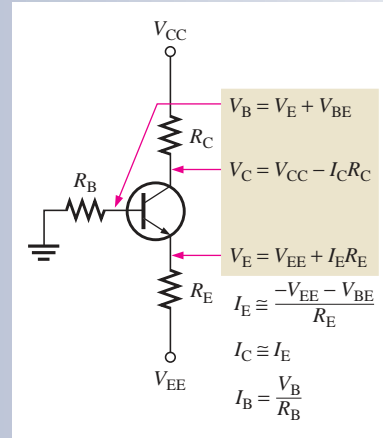 V_CC
V_B = V_E + V_BE
R_C
V_C = V_CC − I_C R_C
R_B
V_E = V_EE + I_E R_E
R_E
I_E ≅ (−V_EE − V_BE) / R_E
I_C ≅ I_E
V_EE
I_B = V_B / R_B